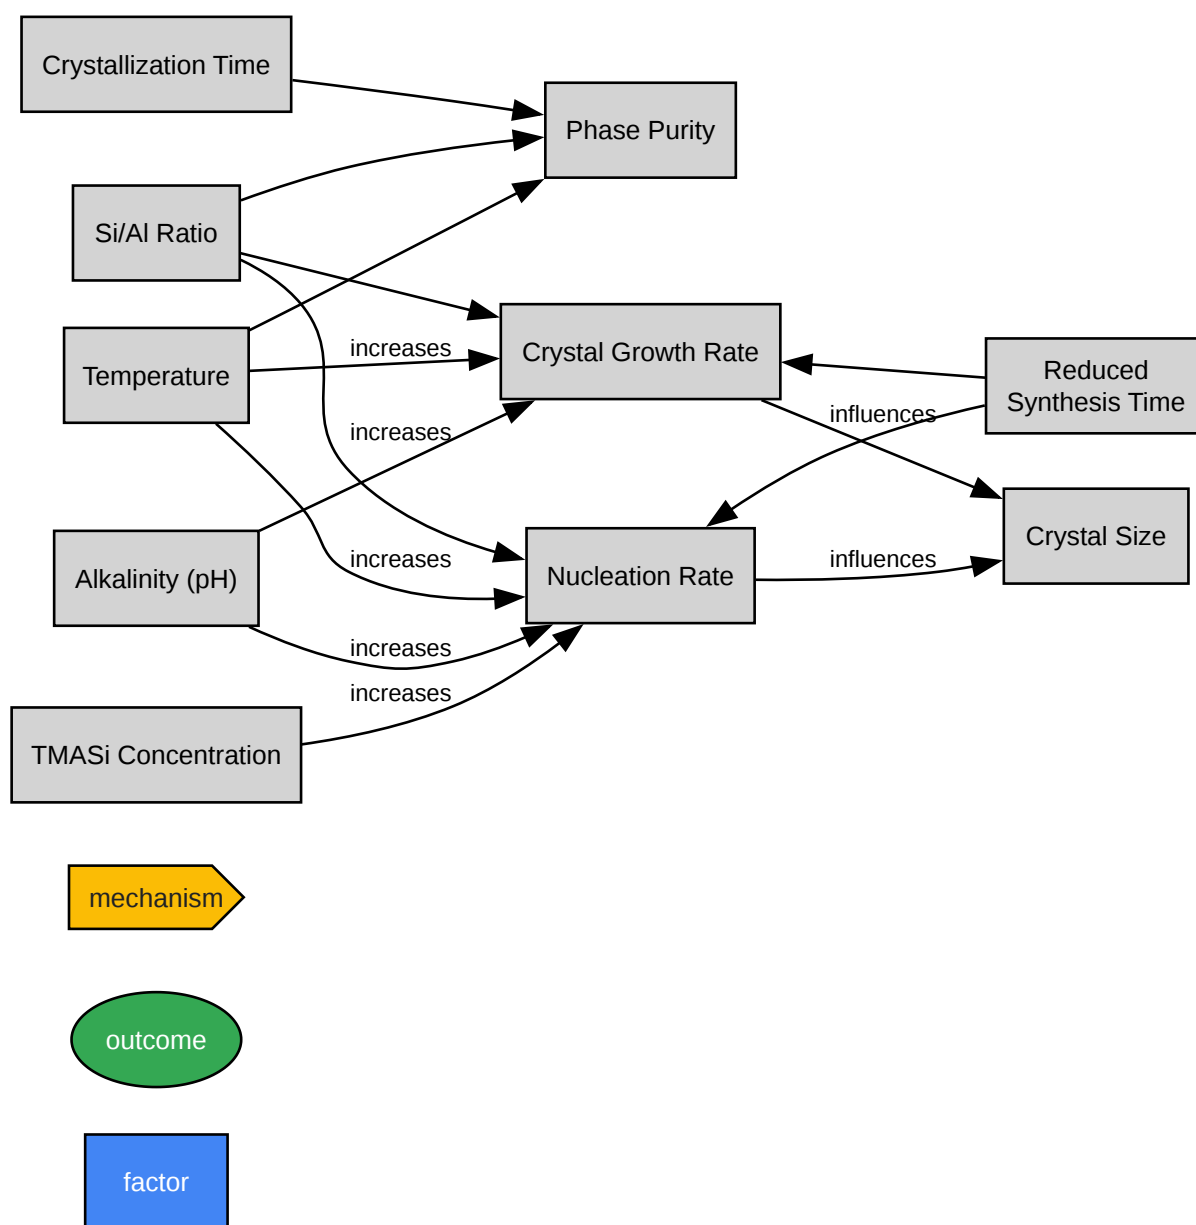 Crystallization Time
Phase Purity
Si/Al Ratio
Temperature
increases
Crystal Growth Rate
Reduced
Synthesis Time
increases
influences
Alkalinity (pH)
increases
Nucleation Rate
influences
Crystal Size
increases
increases
TMASi Concentration
mechanism
outcome
factor